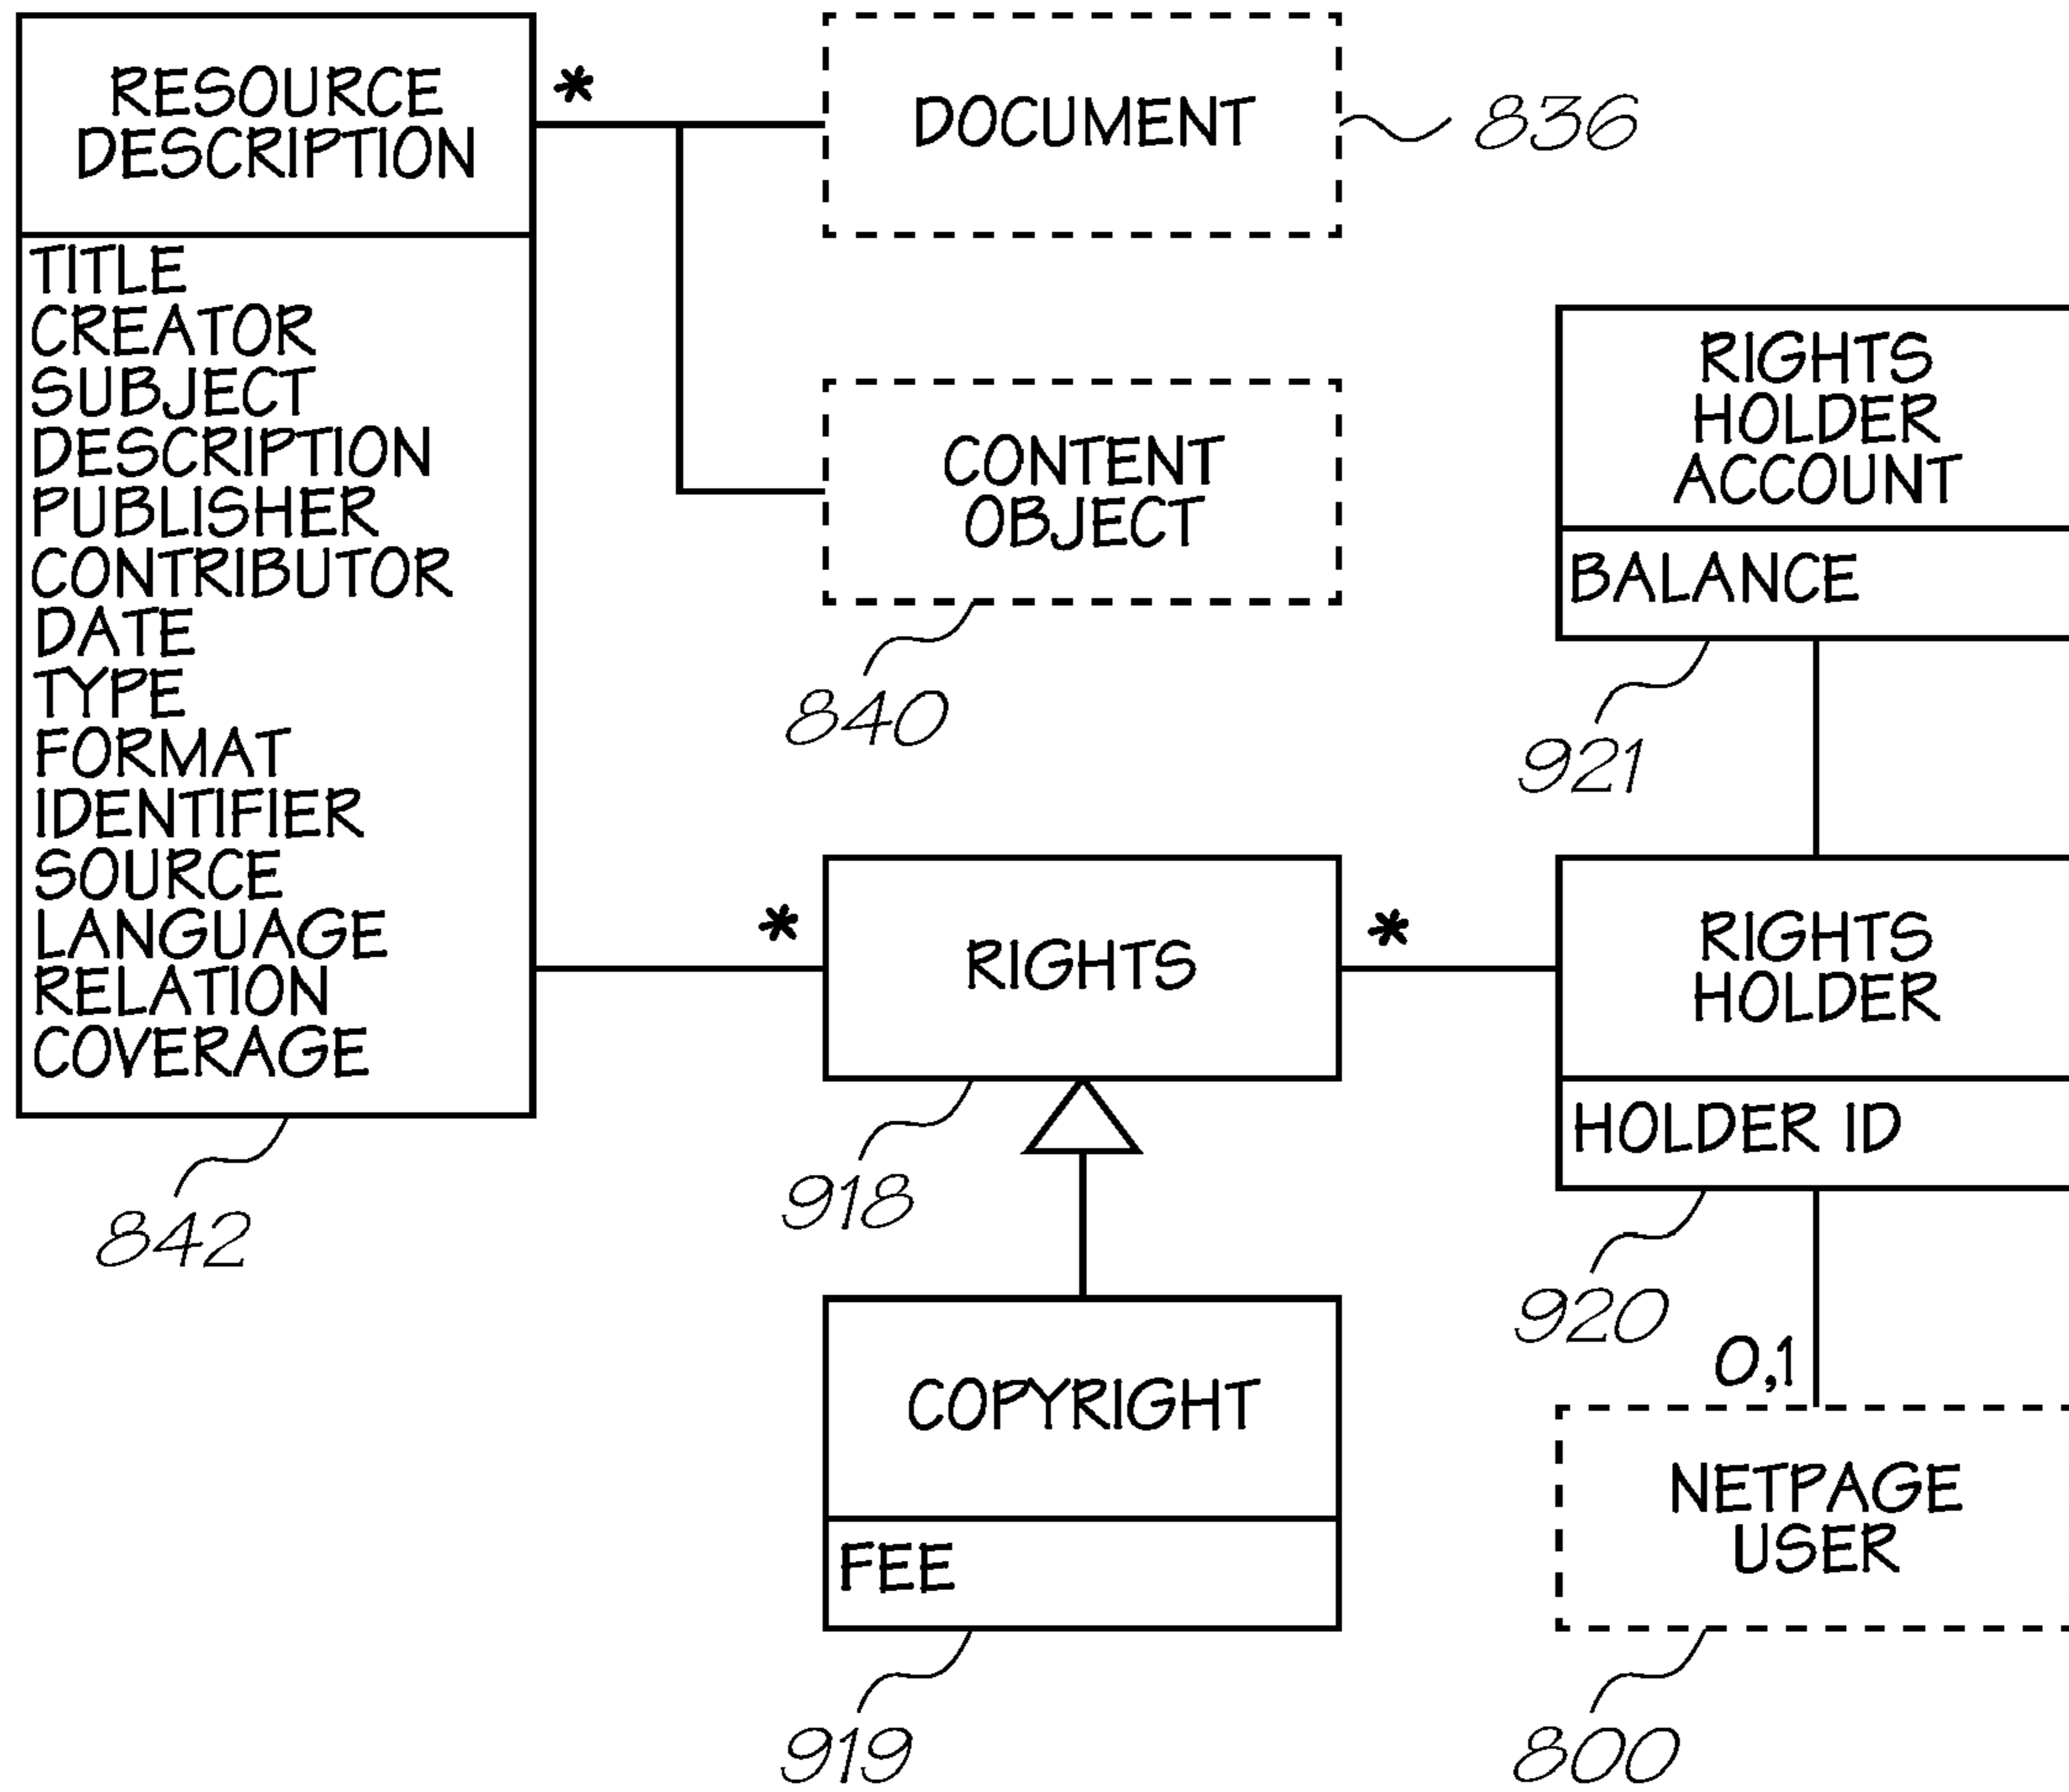 RESOURCE
DESCRIPTION
*
TITLE
CREATOR
SUBJECT
DESCRIPTION
PUBLISHER
CONTRIBUTOR
DATE
TYPE
FORMAT
IDENTIFIER
SOURCE
LANGUAGE
RELATION
COVERAGE
842
DOCUMENT
836
CONTENT
OBJECT
840
RIGHTS
HOLDER
ACCOUNT
BALANCE
921
*
RIGHTS
*
918
RIGHTS
HOLDER
HOLDER ID
920
COPYRIGHT
FEE
919
0,1
NETPAGE
USER
800